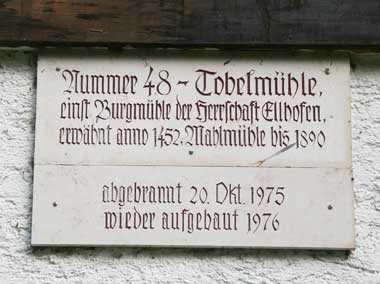 Nummer 48 - Tobelmühle,
einst Burgmühle der Herrschaft Ellhofen,
erwähnt anno 1452, Mahlmühle bis 1890
abgebrannt 20. Okt. 1975
wieder aufgebaut 1976